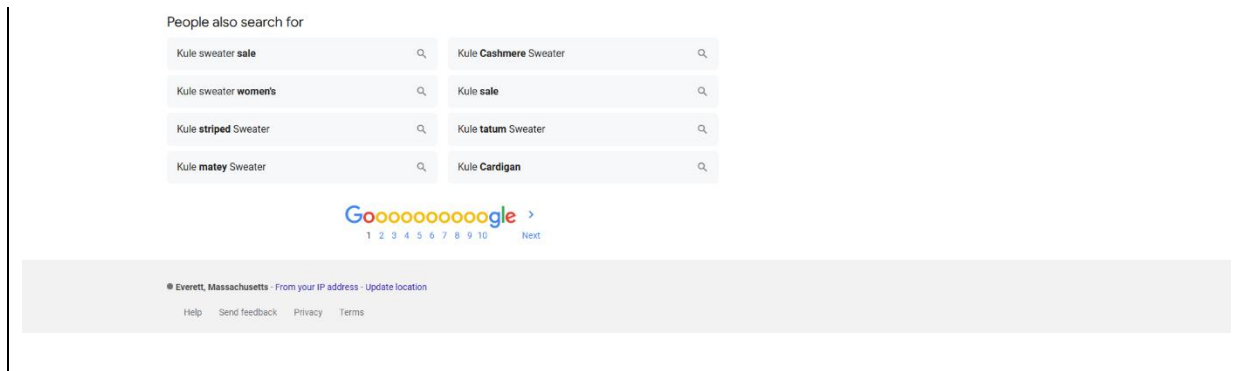 People also search for
Kule sweater sale
Kule Cashmere Sweater
Kule sweater women's
Kule sale
Kule striped Sweater
Kule tatum Sweater
Kule matey Sweater
Kule Cardigan
Goooooooooogle >
1 2 3 4 5 6 7 8 9 10 Next
Everett, Massachusetts - From your IP address - Update location
Help Send feedback Privacy Terms